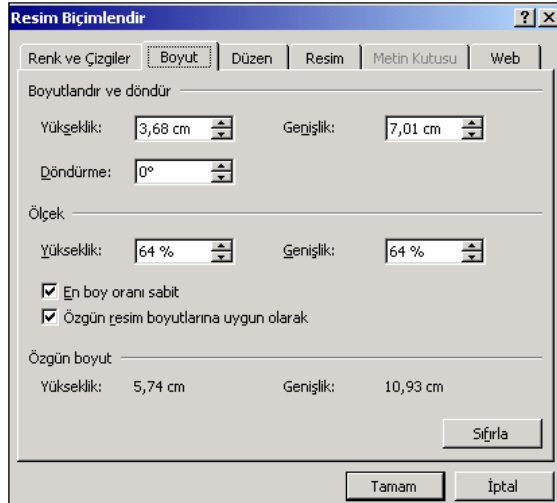 Resim Biçimlendir
Renk ve Çizgiler Boyut Düzen Resim Metin Kutusu Web
Boyutlandır ve döndür
Yükseklik: 3,68 cm Genişlik: 7,01 cm
Döndürme: 0°
Ölçek
Yükseklik: 64 % Genişlik: 64 %
En boy oranı sabit
Özgün resim boyutlarına uygun olarak
Özgün boyut
Yükseklik: 5,74 cm Genişlik: 10,93 cm
Sıfırla
Tamam İptal